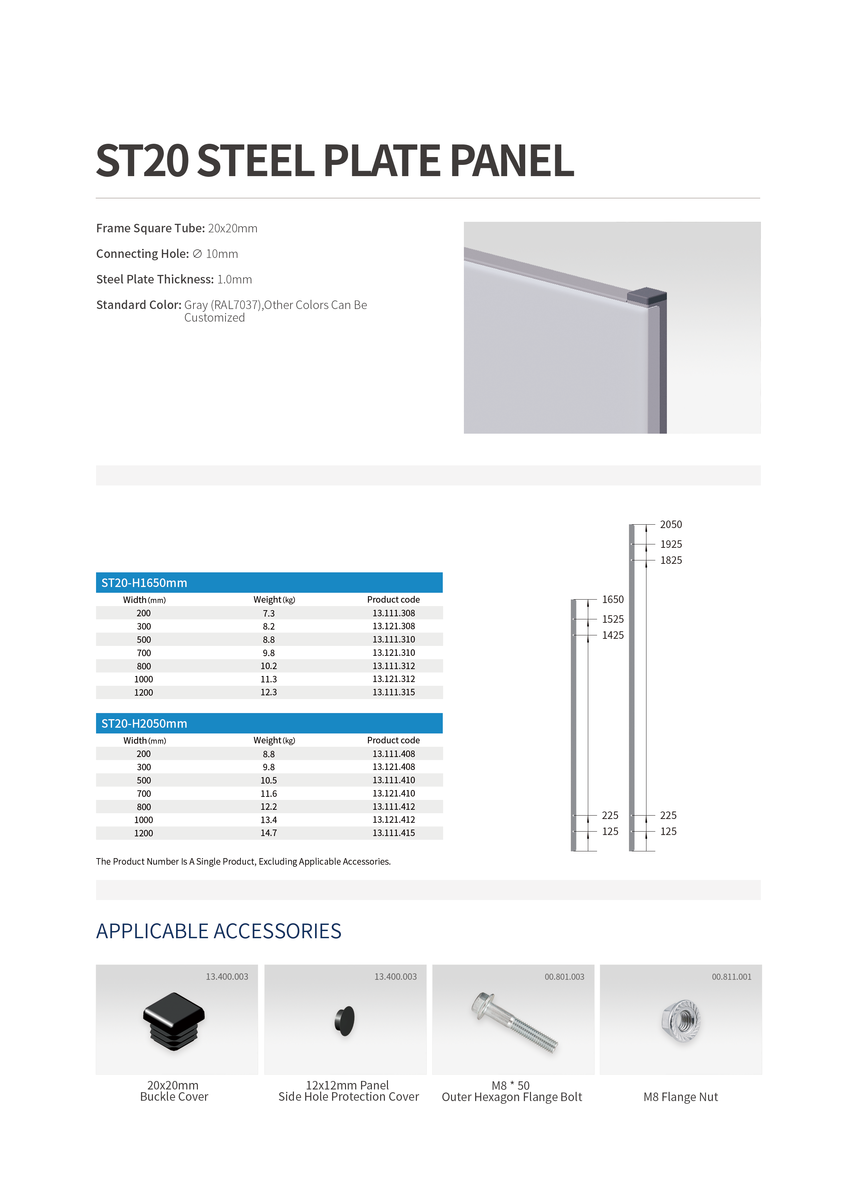 ST20 STEEL PLATE PANEL
Frame Square Tube: 20x20mm
Connecting Hole: ∅ 10mm
Steel Plate Thickness: 1.0mm
Standard Color: Gray (RAL7037),Other Colors Can Be
Customized
ST20-H1650mm
Width(mm) Weight(kg) Product code
200 7.3 13.111.308
300 8.2 13.121.308
500 8.8 13.111.310
700 9.8 13.121.310
800 10.2 13.111.312
1000 11.3 13.121.312
1200 12.3 13.111.315
ST20-H2050mm
Width(mm) Weight(kg) Product code
200 8.8 13.111.408
300 9.8 13.121.408
500 10.5 13.111.410
700 11.6 13.121.410
800 12.2 13.111.412
1000 13.4 13.121.412
1200 14.7 13.111.415
The Product Number Is A Single Product, Excluding Applicable Accessories.
1650
1525
1425
225
125
2050
1925
1825
225
125
APPLICABLE ACCESSORIES
13.400.003
20x20mm
Buckle Cover
13.400.003
12x12mm Panel
Side Hole Protection Cover
00.801.003
M8 * 50
Outer Hexagon Flange Bolt
00.811.001
M8 Flange Nut